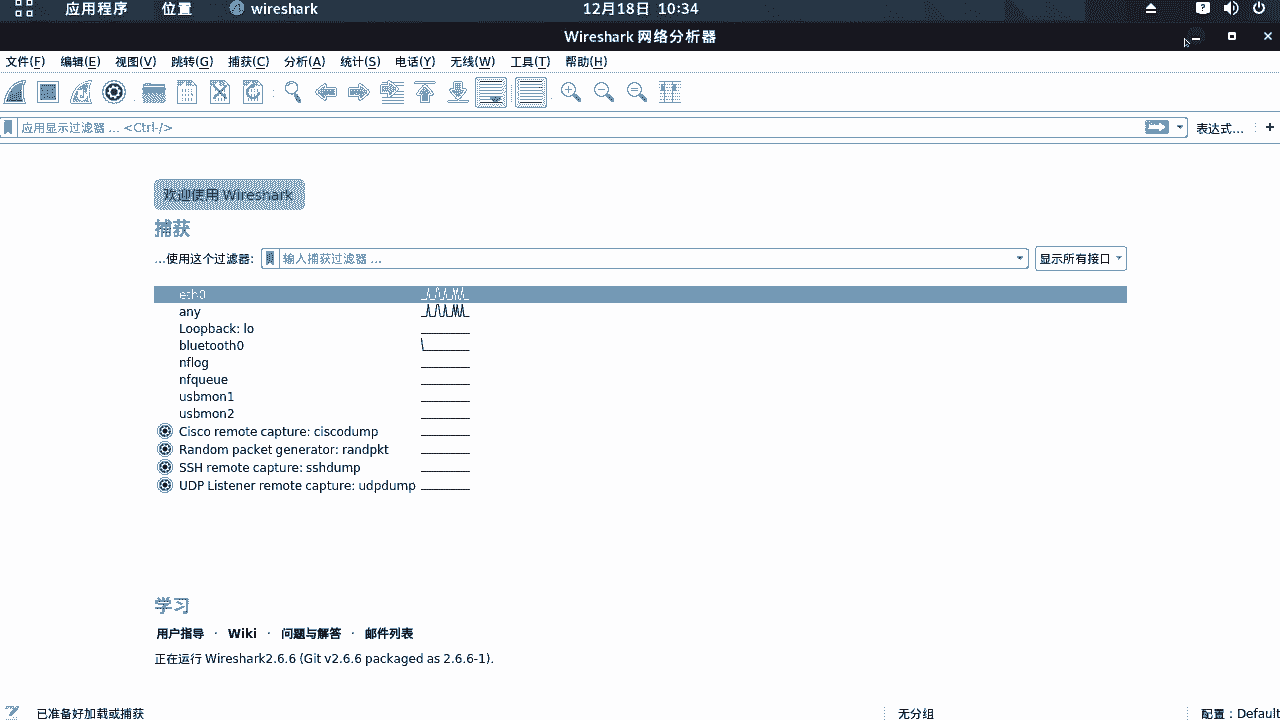 应用程序 位置 wireshark 12月18日 10:34
Wireshark 网络分析器
文件(F) 编辑(E) 视图(V) 跳转(G) 捕获(C) 分析(A) 统计(S) 电话(Y) 无线(W) 工具(T) 帮助(H)
应用显示过滤器 … <Ctrl-/> 表达式… +
欢迎使用 Wireshark
捕获
…使用这个过滤器: 输入捕获过滤器 … 显示所有接口
eth0
any
Loopback: lo
bluetooth0
nflog
nfqueue
usbmon1
usbmon2
Cisco remote capture: ciscodump
Random packet generator: randpkt
SSH remote capture: sshdump
UDP Listener remote capture: udpdump
学习
用户指导 · Wiki · 问题与解答 · 邮件列表
正在运行 Wireshark2.6.6 (Git v2.6.6 packaged as 2.6.6-1).
已准备好加载或捕获 无分组 配置：Default